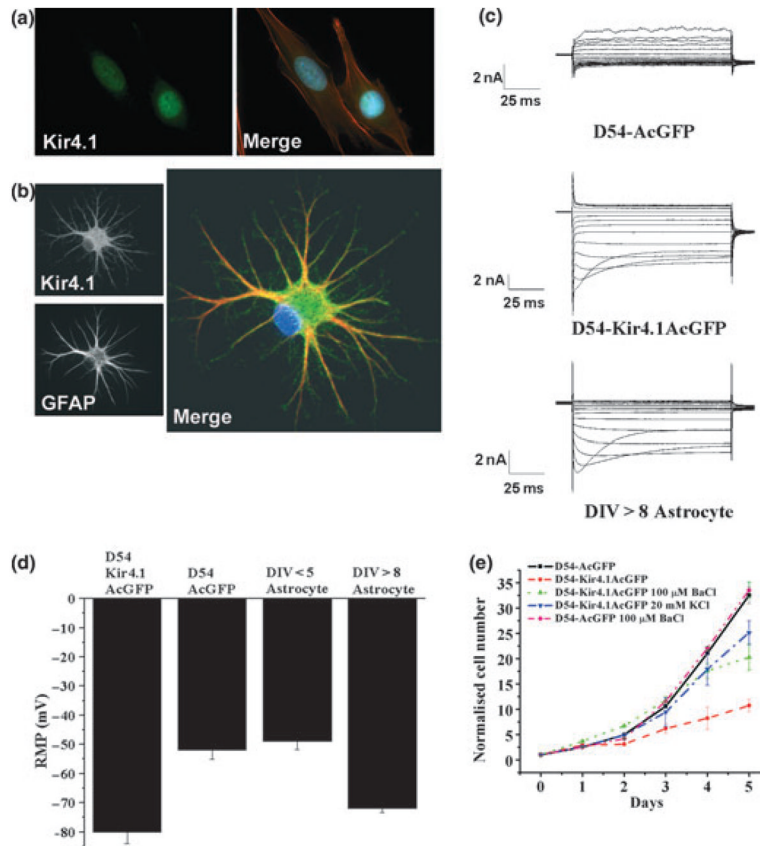 (a)
Kir4.1
Merge
(b)
Kir4.1
GFAP
Merge
(c)
2 nA
25 ms
D54-AcGFP
2 nA
25 ms
D54-Kir4.1AcGFP
2 nA
25 ms
DIV > 8 Astrocyte
(d)
D54
Kir4.1
AcGFP
D54
AcGFP
DIV < 5
Astrocyte
DIV > 8
Astrocyte
RMP (mV)
0
−5
−10
−20
−30
−40
−50
−60
−70
−80
(e)
D54-AcGFP
D54-Kir4.1AcGFP
D54-Kir4.1AcGFP 100 µM BaCl
D54-Kir4.1AcGFP 20 mM KCl
D54-AcGFP 100 µM BaCl
Normalised cell number
35
30
25
20
15
10
5
0
0 1 2 3 4 5
Days